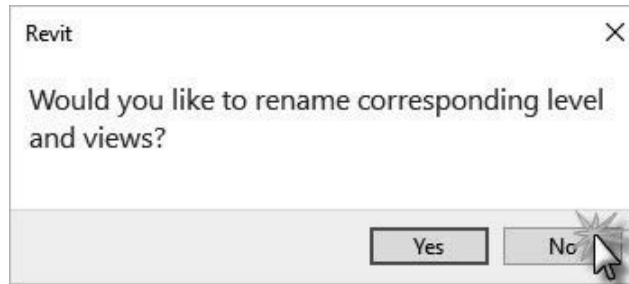 Revit
Would you like to rename corresponding level
and views?
Yes
No